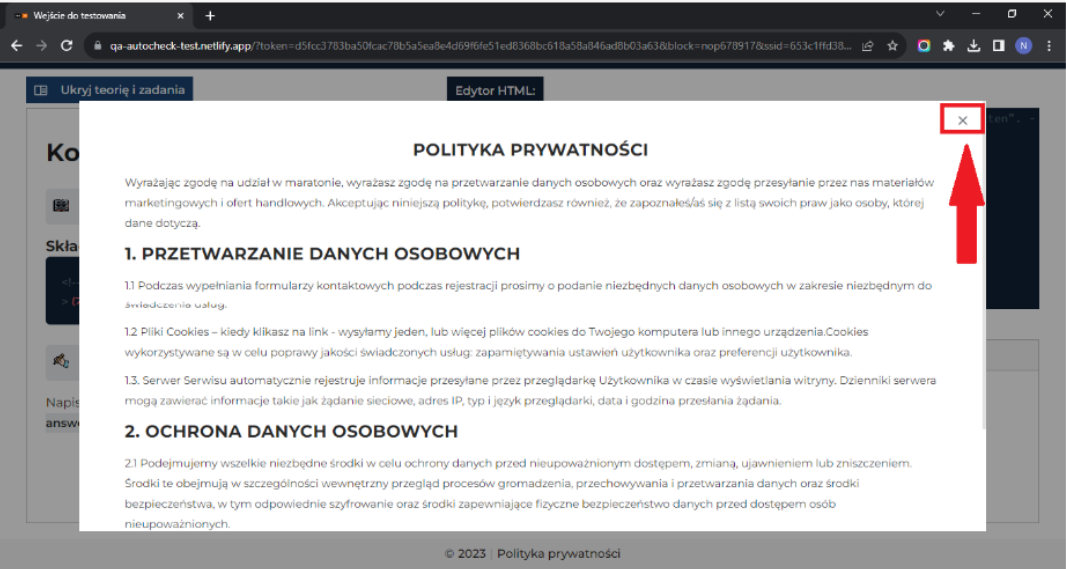 Wejście do testowania
qa-autocheck-test.netlify.app/?token=d5fcc3783ba50fcac78b5a5ea8e4d69f6fe51ed8368bc618a58a846ad8b03a63&block=nop678917&ssid=653c1ffd38...
N
Ukryj teorię i zadania
Edytor HTML:
ten". -
Ko
POLITYKA PRYWATNOŚCI
Wyrażając zgodę na udział w maratonie, wyrażasz zgodę na przetwarzanie danych osobowych oraz wyrażasz zgodę przesyłanie przez nas materiałów
marketingowych i ofert handlowych. Akceptując niniejszą politykę, potwierdzasz również, że zapoznałeś/aś się z listą swoich praw jako osoby, której
dane dotyczą.
Skła
1. PRZETWARZANIE DANYCH OSOBOWYCH
<!--
1.1 Podczas wypełniania formularzy kontaktowych podczas rejestracji prosimy o podanie niezbędnych danych osobowych w zakresie niezbędnym do
świadczenia usług.
1.2 Pliki Cookies – kiedy klikasz na link - wysyłamy jeden, lub więcej plików cookies do Twojego komputera lub innego urządzenia.Cookies
wykorzystywane są w celu poprawy jakości świadczonych usług: zapamiętywania ustawień użytkownika oraz preferencji użytkownika.
1.3. Serwer Serwisu automatycznie rejestruje informacje przesyłane przez przeglądarkę Użytkownika w czasie wyświetlania witryny. Dzienniki serwera
Napis
mogą zawierać informacje takie jak żądanie sieciowe, adres IP, typ i język przeglądarki, data i godzina przesłania żądania.
answ
2. OCHRONA DANYCH OSOBOWYCH
2.1 Podejmujemy wszelkie niezbędne środki w celu ochrony danych przed nieupoważnionym dostępem, zmianą, ujawnieniem lub zniszczeniem.
Środki te obejmują w szczególności wewnętrzny przegląd procesów gromadzenia, przechowywania i przetwarzania danych oraz środki
bezpieczeństwa, w tym odpowiednie szyfrowanie oraz środki zapewniające fizyczne bezpieczeństwo danych przed dostępem osób
nieupoważnionych.
© 2023 | Polityka prywatności